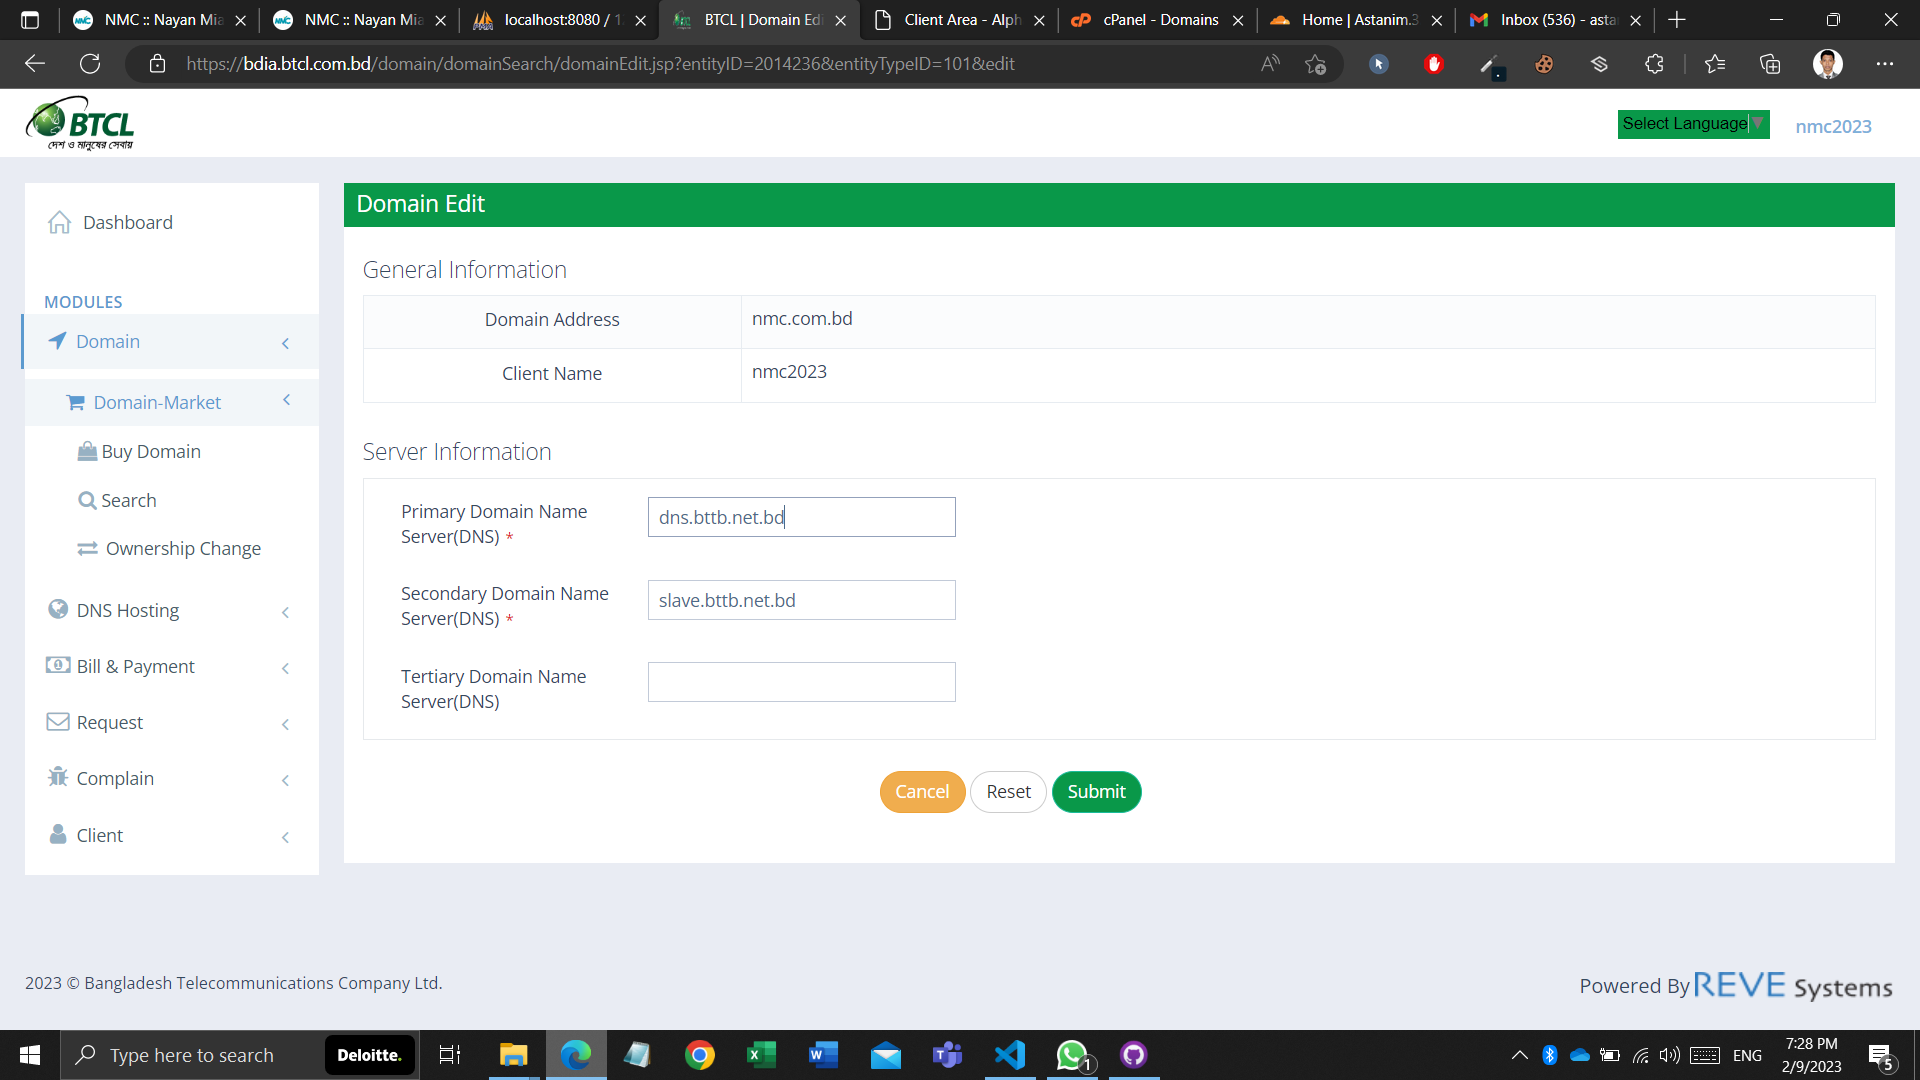 NMC :: Nayan Mia
NMC :: Nayan Mia
localhost:8080 / 1
BTCL | Domain Edi
Client Area - Alph
cPanel - Domains
Home | Astanim.3
Inbox (536) - asta
https://bdia.btcl.com.bd/domain/domainSearch/domainEdit.jsp?entityID=2014236&entityTypeID=101&edit
BTCL
দেশ ও মানুষের সেবায়
Select Language
nmc2023
Dashboard
MODULES
Domain
Domain-Market
Buy Domain
Search
Ownership Change
DNS Hosting
Bill & Payment
Request
Complain
Client
Domain Edit
General Information
Domain Address nmc.com.bd
Client Name nmc2023
Server Information
Primary Domain Name
Server(DNS) *
dns.bttb.net.bd
Secondary Domain Name
Server(DNS) *
slave.bttb.net.bd
Tertiary Domain Name
Server(DNS)
Cancel
Reset
Submit
2023 © Bangladesh Telecommunications Company Ltd.
Powered By REVE Systems
Type here to search
Deloitte.
1
ENG
7:28 PM
2/9/2023
5